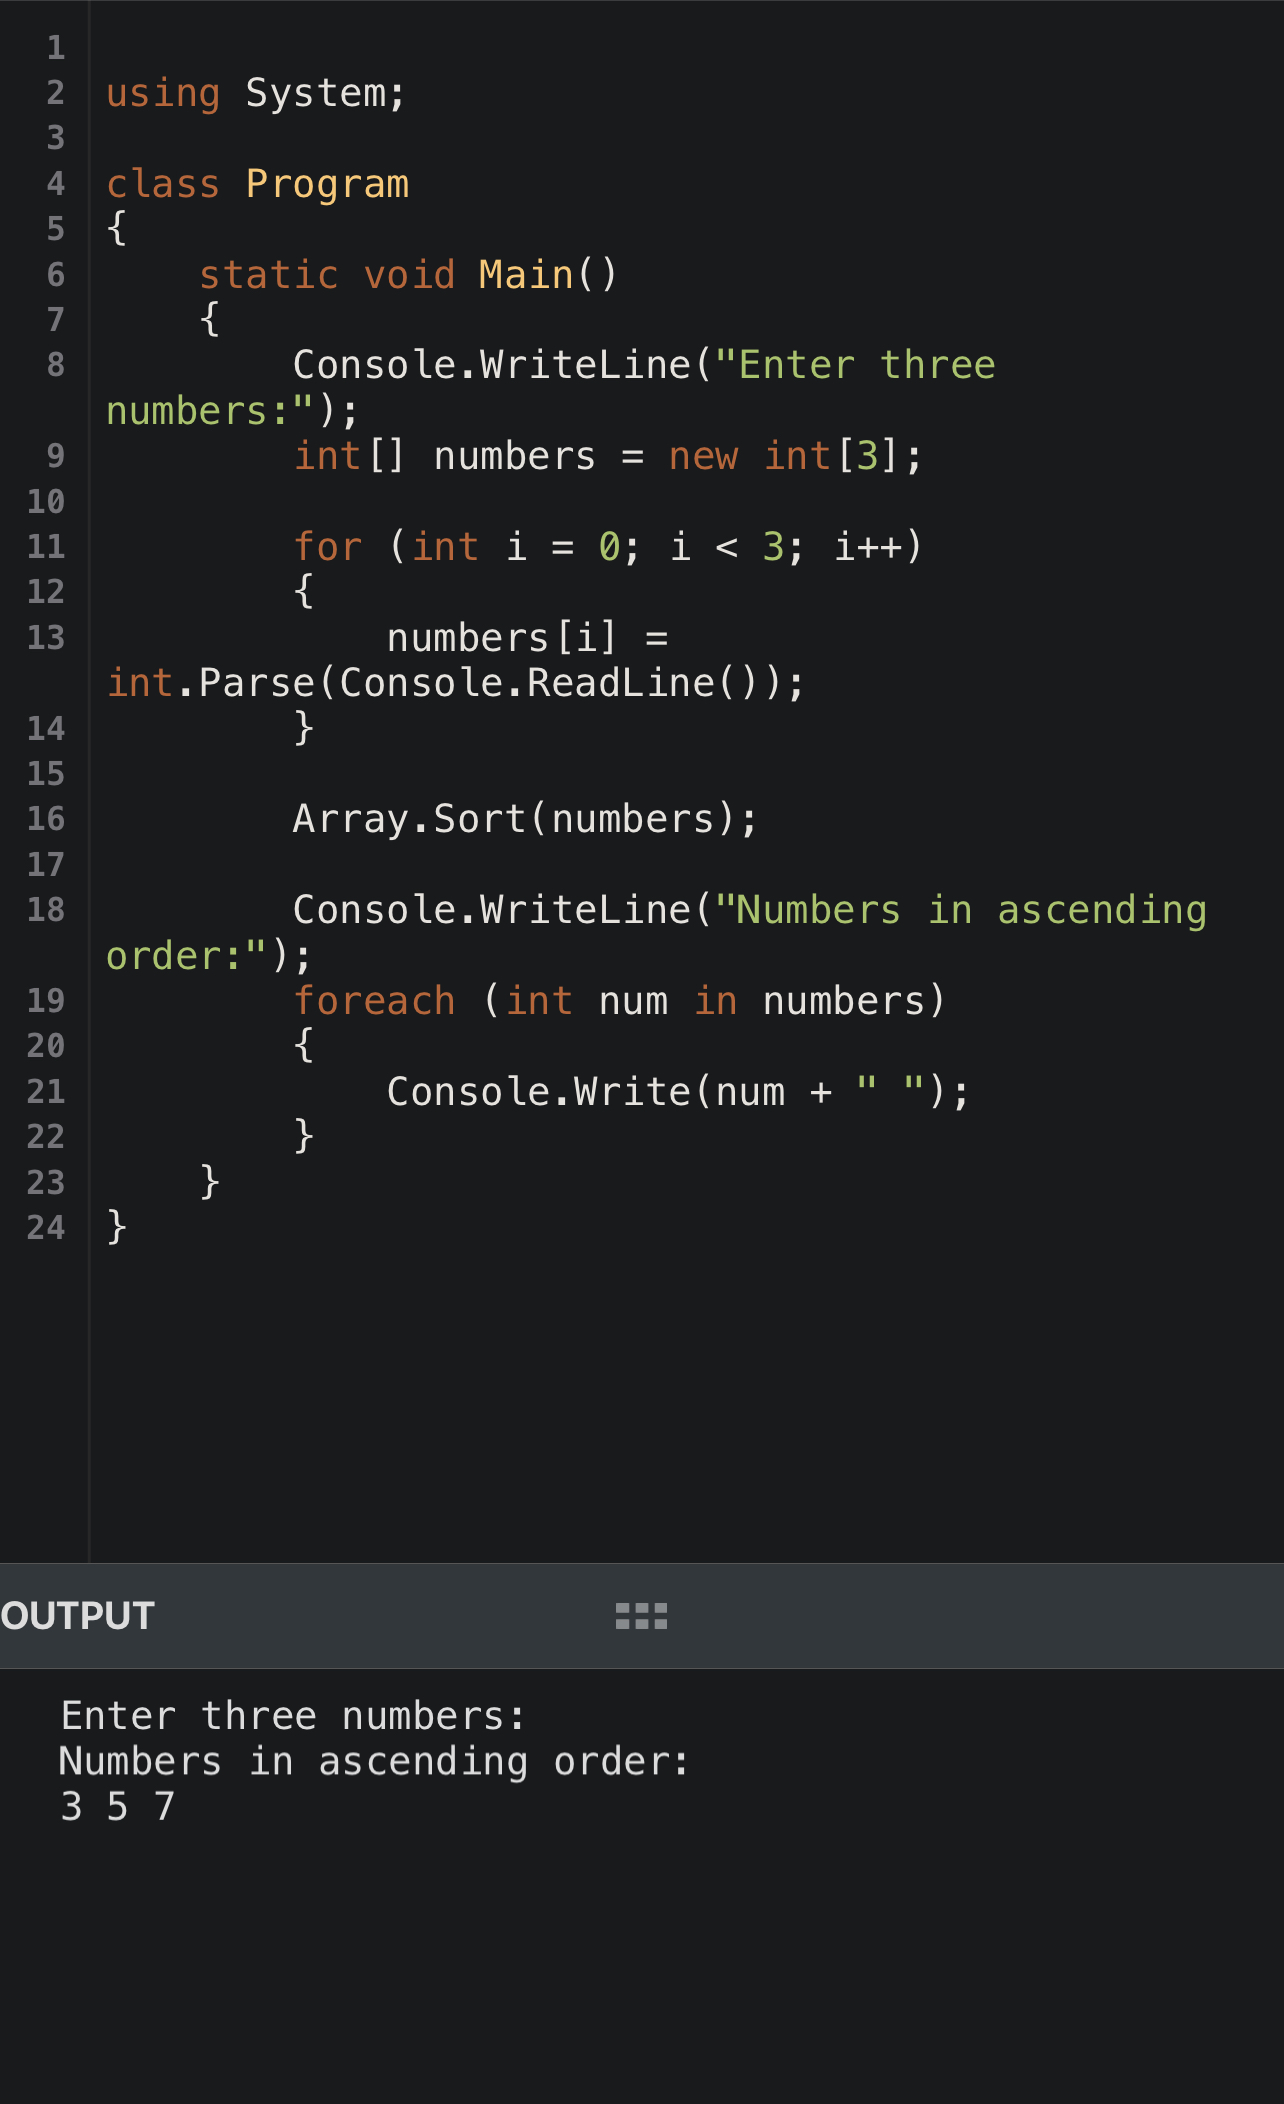 1
2 using System;
3
4 class Program
5 {
6     static void Main()
7     {
8         Console.WriteLine("Enter three
numbers:");
9         int[] numbers = new int[3];
10
11         for (int i = 0; i < 3; i++)
12         {
13             numbers[i] =
int.Parse(Console.ReadLine());
14         }
15
16         Array.Sort(numbers);
17
18         Console.WriteLine("Numbers in ascending
order:");
19         foreach (int num in numbers)
20         {
21             Console.Write(num + " ");
22         }
23     }
24 }
OUTPUT
Enter three numbers:
Numbers in ascending order:
3 5 7